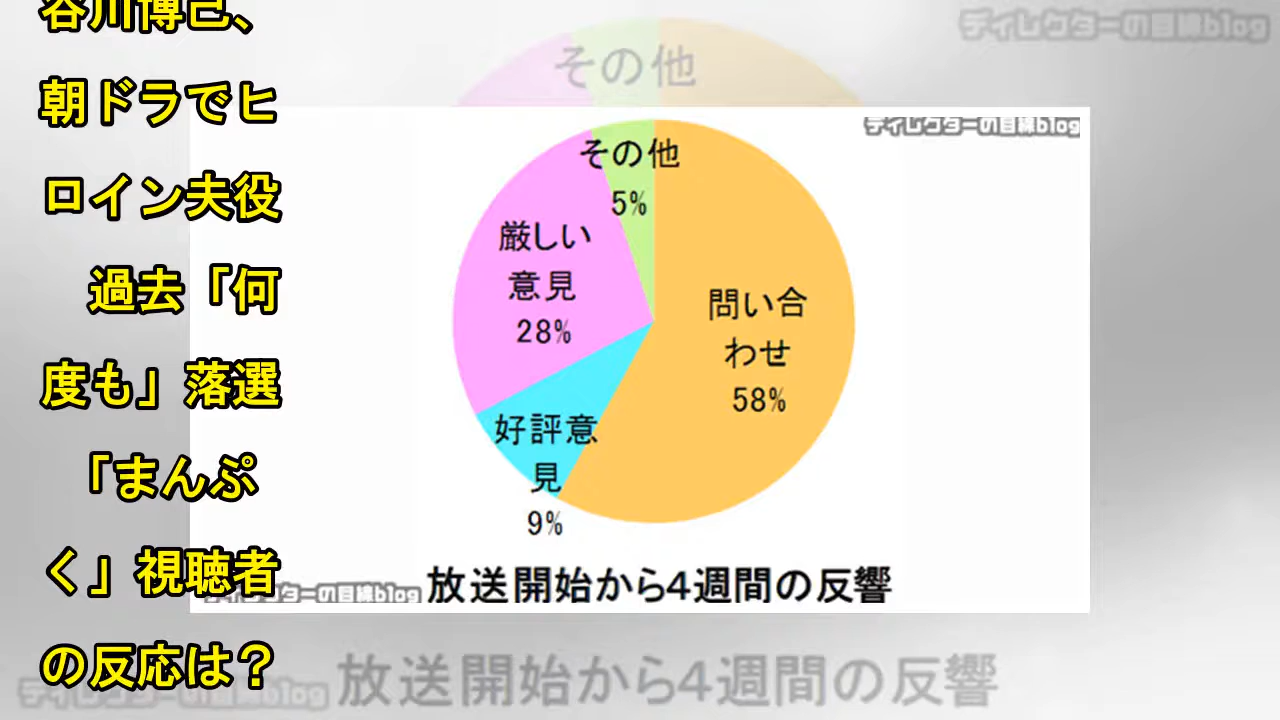 谷川博己、
朝ドラでヒ
ロイン夫役
過去「何
度も」落選
「まんぷ
く」視聴者
の反応は？
ディレクターの目線blog
その他
ディレクターの目線blog
その他
5%
厳しい
意見
28%
問い合
わせ
58%
好評意
見
9%
ディレクターの目線blog
放送開始から4週間の反響
ディレクターの目線blog
放送開始から4週間の反響